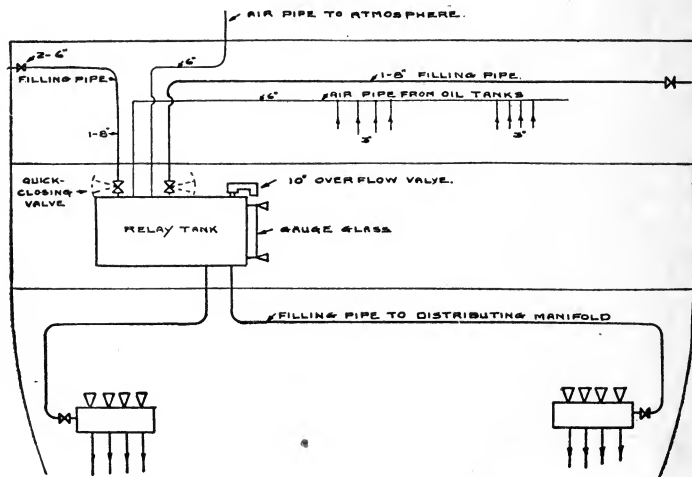 AIR PIPE TO ATMOSPHERE.
2-6"
FILLING PIPE
6"
1-8" FILLING PIPE.
6"
AIR PIPE FROM OIL TANKS
3"
3"
1-8"
QUICK-
CLOSING
VALVE
10" OVERFLOW VALVE.
RELAY TANK
GAUGE GLASS
FILLING PIPE TO DISTRIBUTING MANIFOLD